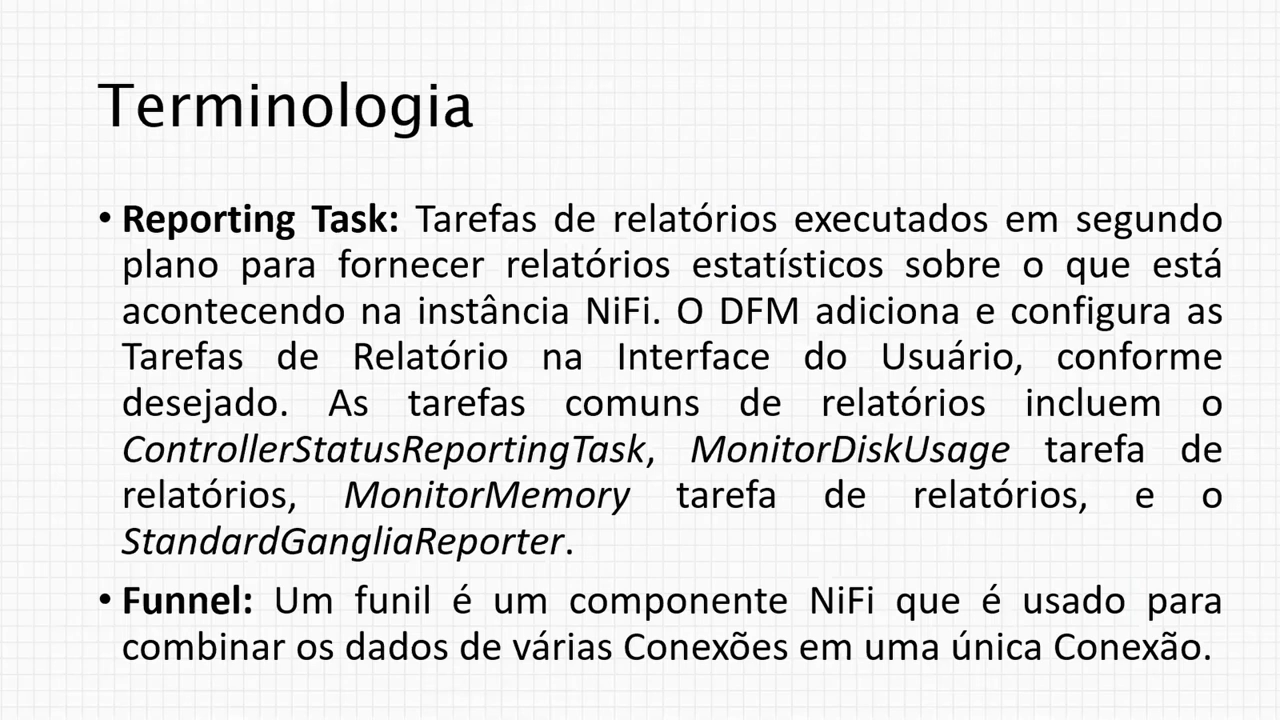 Terminologia
• Reporting Task: Tarefas de relatórios executados em segundo
plano para fornecer relatórios estatísticos sobre o que está
acontecendo na instância NiFi. O DFM adiciona e configura as
Tarefas de Relatório na Interface do Usuário, conforme
desejado. As tarefas comuns de relatórios incluem o
ControllerStatusReportingTask, MonitorDiskUsage tarefa de
relatórios, MonitorMemory tarefa de relatórios, e o
StandardGangliaReporter.
• Funnel: Um funil é um componente NiFi que é usado para
combinar os dados de várias Conexões em uma única Conexão.